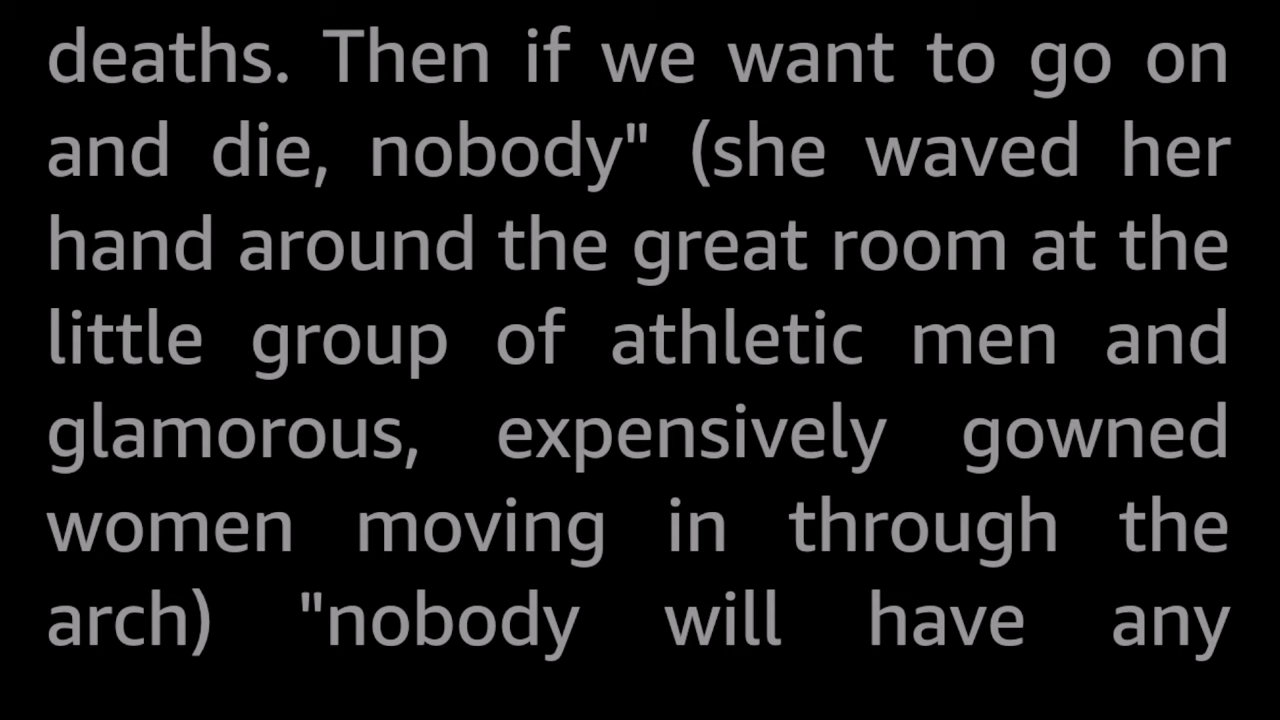 deaths. Then if we want to go on
and die, nobody" (she waved her
hand around the great room at the
little group of athletic men and
glamorous, expensively gowned
women moving in through the
arch) "nobody will have any